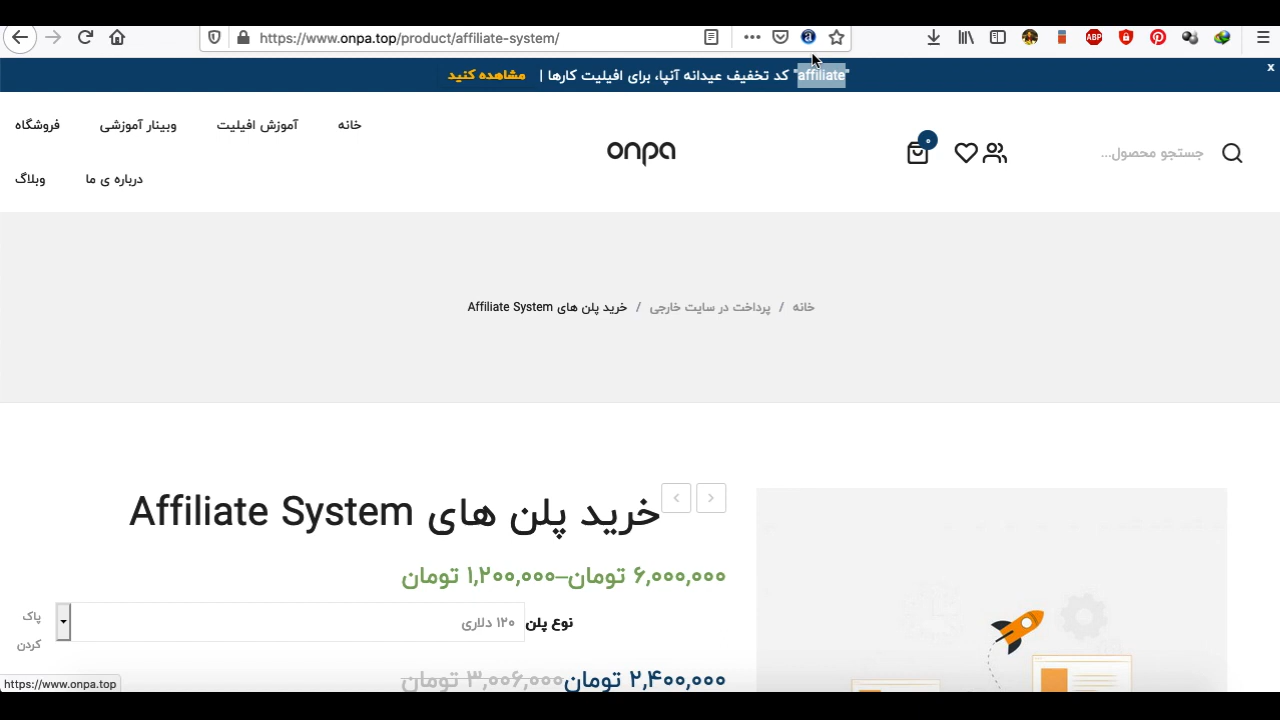 https://www.onpa.top/product/affiliate-system/
ABP
"affiliate" کد تخفیف عیدانه آنپا، برای افیلیت کارها | مشاهده کنید
x
خانه
آموزش افیلیت
وبینار آموزشی
فروشگاه
درباره ی ما
وبلاگ
onpa
۰
جستجو محصول...
خانه / پرداخت در سایت خارجی / خرید پلن های Affiliate System
خرید پلن های Affiliate System
۶,۰۰۰,۰۰۰ تومان–۱,۲۰۰,۰۰۰ تومان
نوع پلن
۱۲۰ دلاری
پاک
کردن
۲,۴۰۰,۰۰۰ تومان ۳,۰۰۶,۰۰۰ تومان
https://www.onpa.top